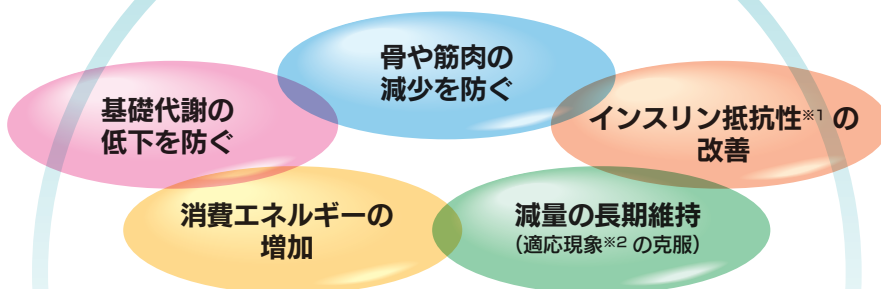 骨や筋肉の
減少を防ぐ
基礎代謝の
低下を防ぐ
インスリン抵抗性※1 の
改善
消費エネルギーの
増加
減量の長期維持
（適応現象※2 の克服）